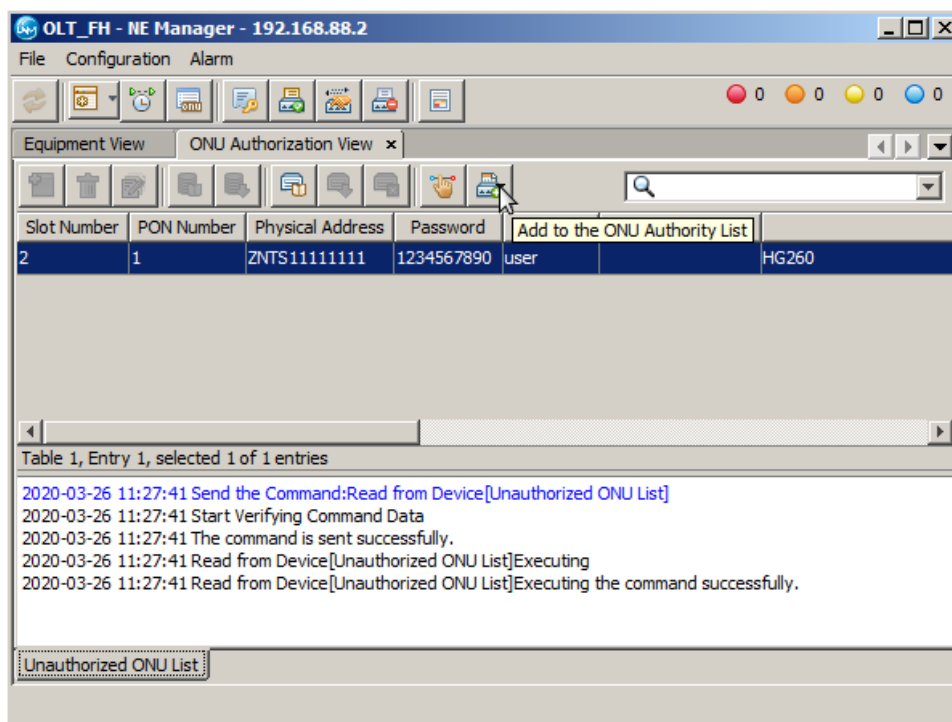 OLT_FH - NE Manager - 192.168.88.2
File Configuration Alarm
0 0 0 0
Equipment View ONU Authorization View
Slot Number PON Number Physical Address Password
Add to the ONU Authority List
2 1 ZNTS11111111 1234567890 user HG260
Table 1, Entry 1, selected 1 of 1 entries
2020-03-26 11:27:41 Send the Command:Read from Device[Unauthorized ONU List]
2020-03-26 11:27:41 Start Verifying Command Data
2020-03-26 11:27:41 The command is sent successfully.
2020-03-26 11:27:41 Read from Device[Unauthorized ONU List]Executing
2020-03-26 11:27:41 Read from Device[Unauthorized ONU List]Executing the command successfully.
Unauthorized ONU List